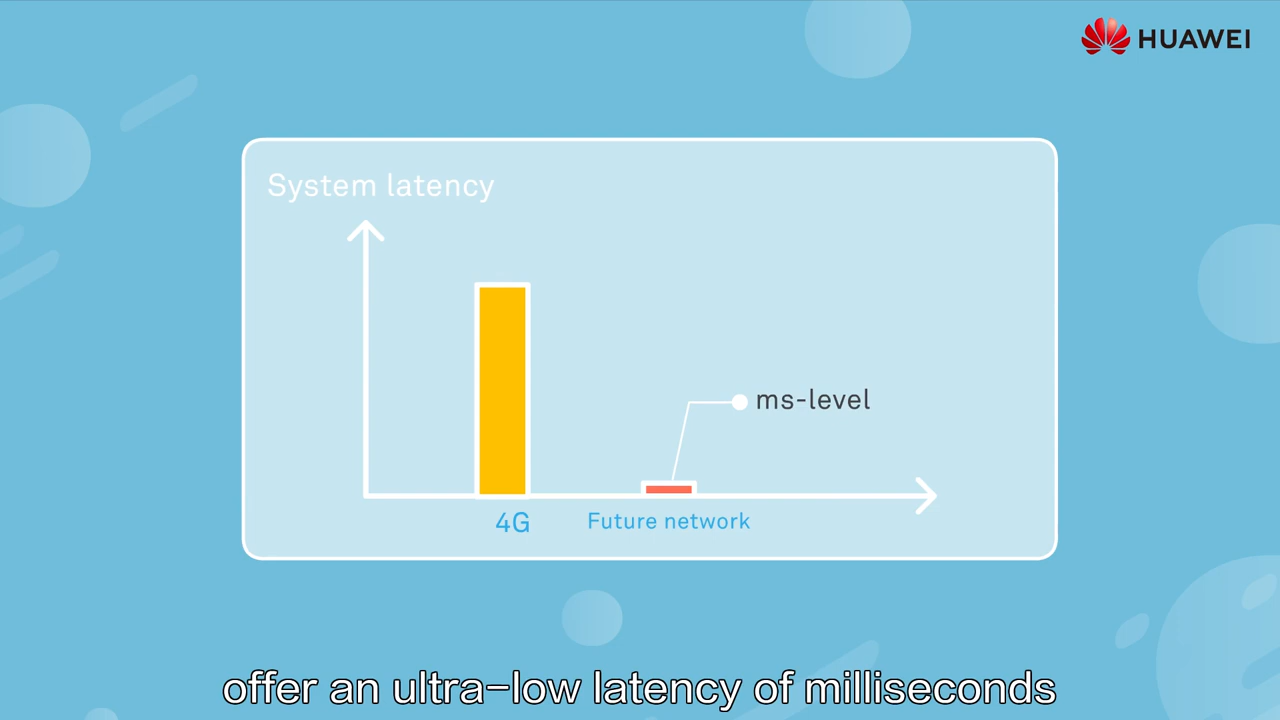 HUAWEI
System latency
ms-level
4G
Future network
offer an ultra-low latency of milliseconds